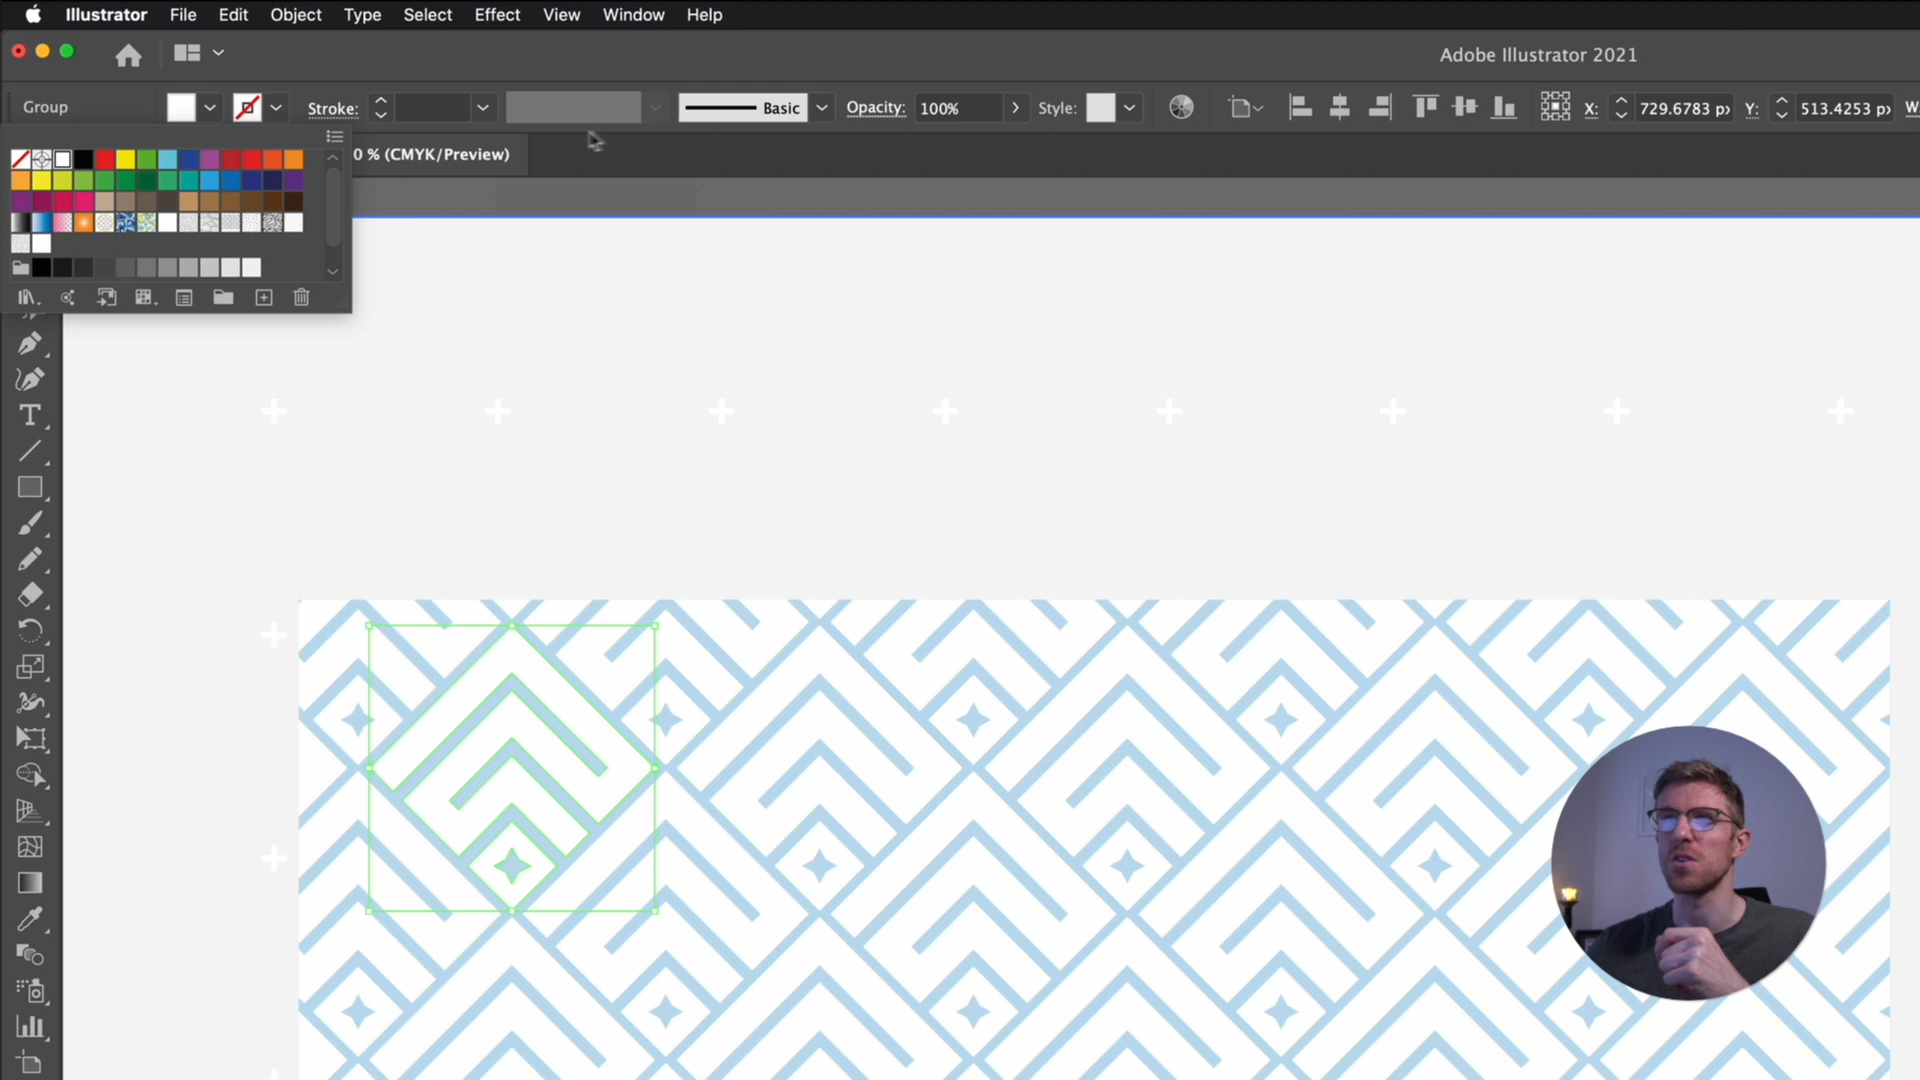 Illustrator File Edit Object Type Select Effect View Window Help
Adobe Illustrator 2021
Group Stroke: Basic Opacity: 100% Style: X: 729.6783 px Y: 513.4253 px W
0 % (CMYK/Preview)